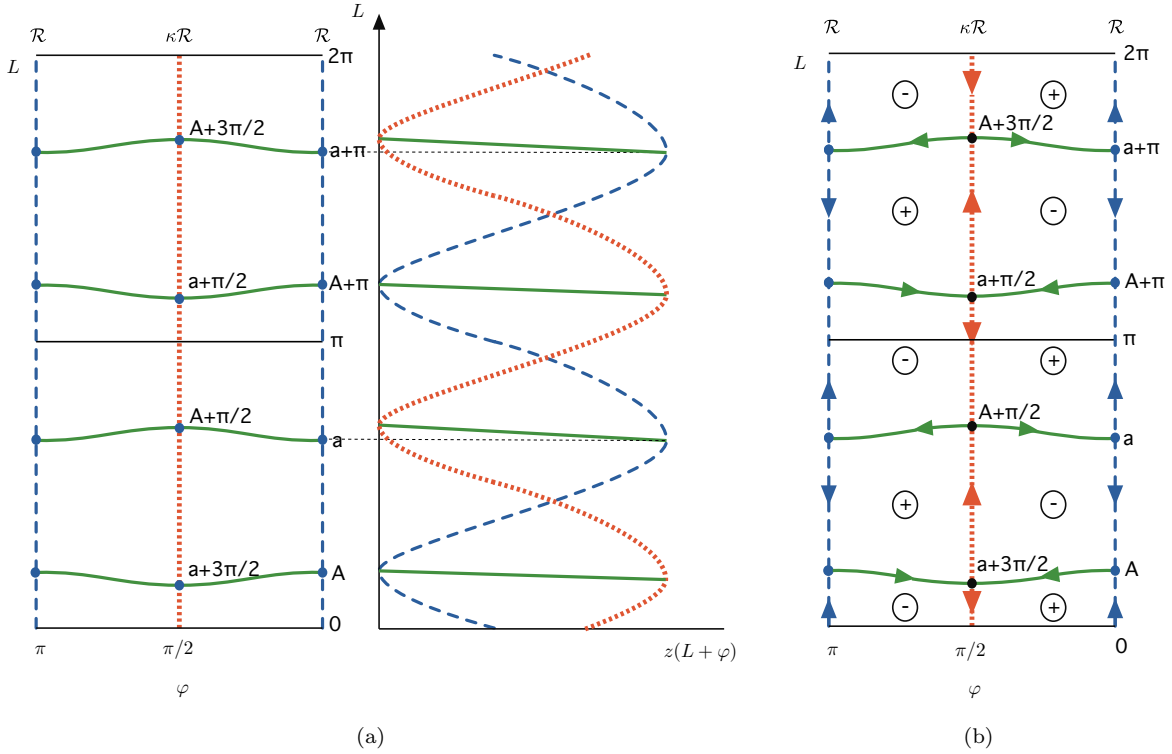 ℛ κℛ ℛ
L
2π
A+3π/2
a+π
a+π/2
A+π
π
A+π/2
a
a+3π/2
A
0
π π/2
φ
L
z(L + φ)
(a)
ℛ κℛ ℛ
L
2π
- +
A+3π/2
a+π
+ -
a+π/2
A+π
π
- +
A+π/2
a
+ -
a+3π/2
A
- +
π π/2 0
φ
(b)